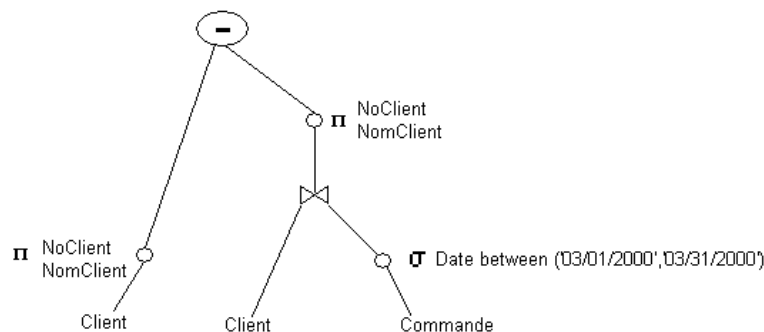 −
Π NoClient
NomClient
Π NoClient
NomClient
σ Date between ('03/01/2000','03/31/2000')
Client
Client
Commande